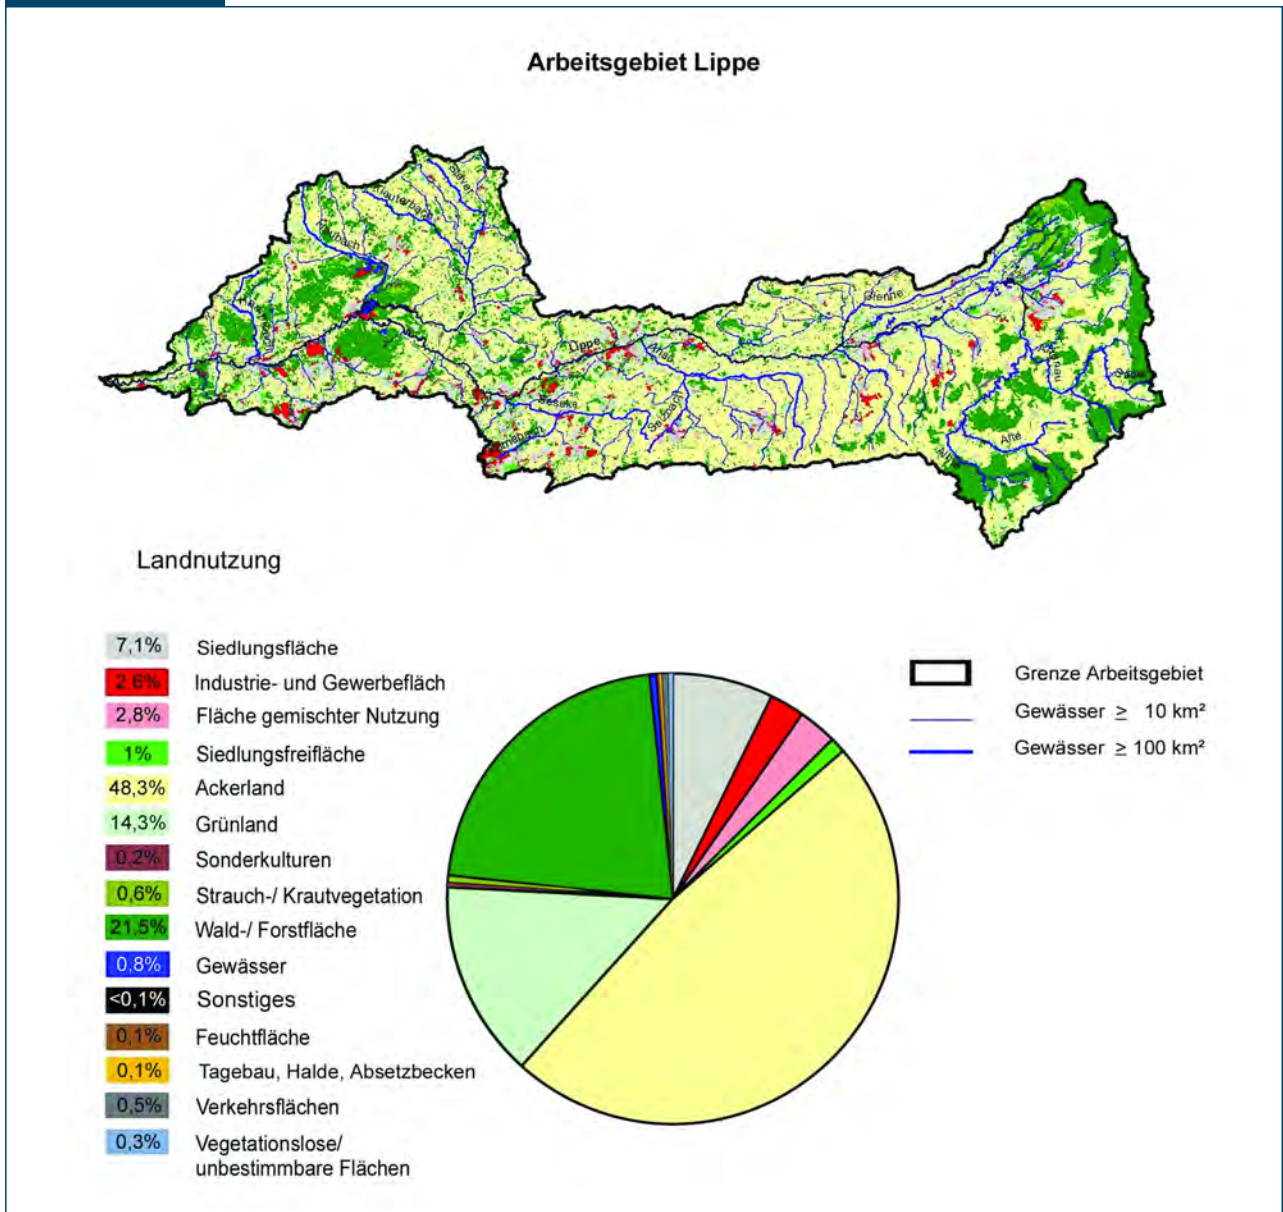 Arbeitsgebiet Lippe
Stever
Klauterbach
Grenne
Lippe
Ahse
Seseke
Salzbach
Afte
Alme
Landnutzung
7,1% Siedlungsfläche
2,6% Industrie- und Gewerbefläch
2,8% Fläche gemischter Nutzung
1% Siedlungsfreifläche
48,3% Ackerland
14,3% Grünland
0,2% Sonderkulturen
0,6% Strauch-/ Krautvegetation
21,5% Wald-/ Forstfläche
0,8% Gewässer
<0,1% Sonstiges
0,1% Feuchtfläche
0,1% Tagebau, Halde, Absetzbecken
0,5% Verkehrsflächen
0,3% Vegetationslose/
unbestimmbare Flächen
Grenze Arbeitsgebiet
Gewässer ≥ 10 km²
Gewässer ≥ 100 km²